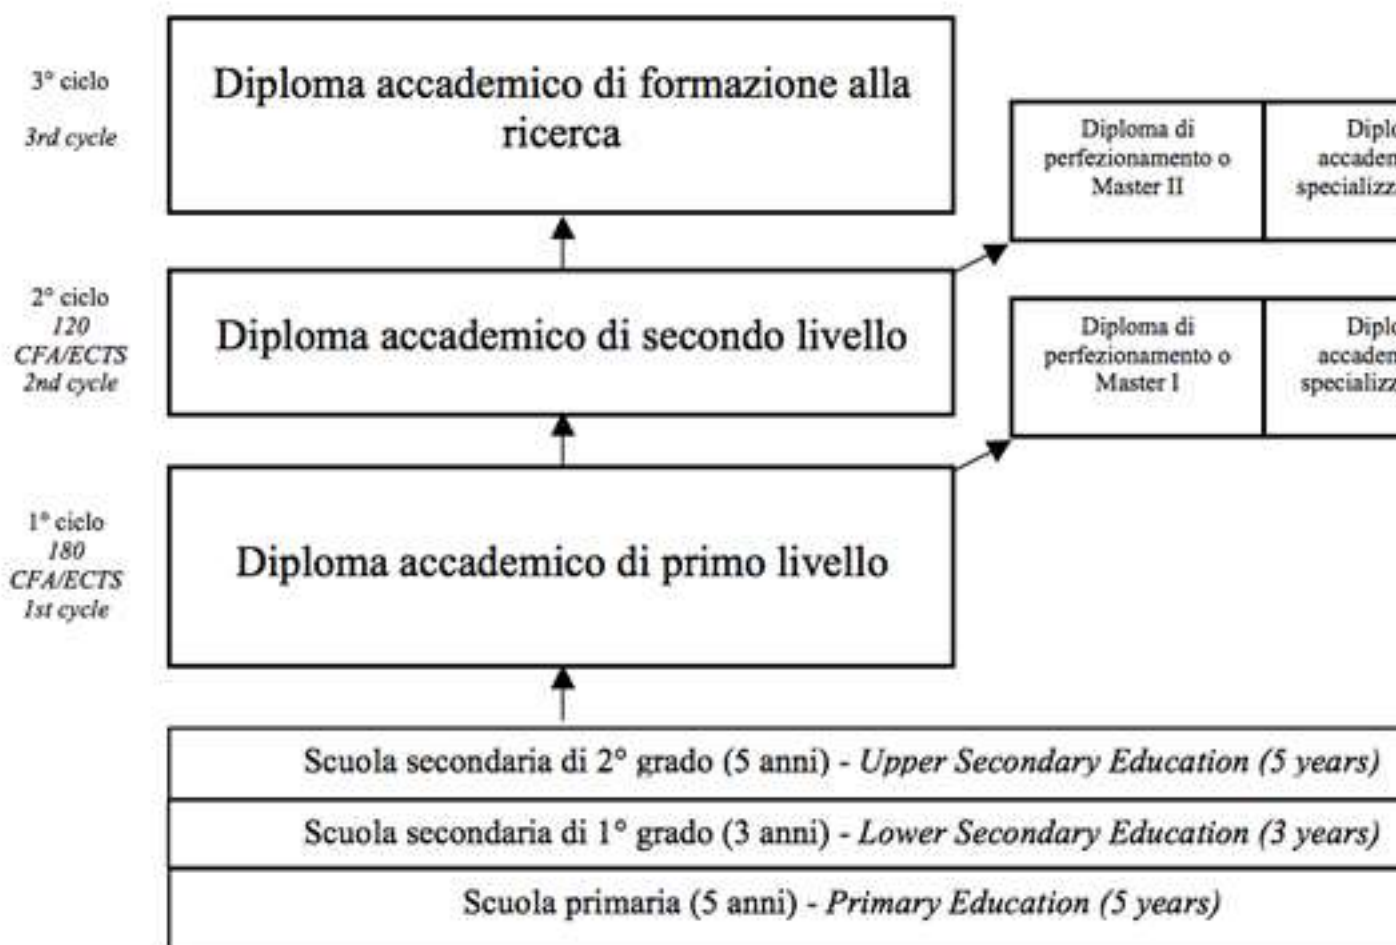 3° ciclo
3rd cycle
Diploma accademico di formazione alla
ricerca
Diploma di
perfezionamento o
Master II
2° ciclo
120
CFA/ECTS
2nd cycle
Diploma accademico di secondo livello
Diploma di
perfezionamento o
Master I
1° ciclo
180
CFA/ECTS
1st cycle
Diploma accademico di primo livello
Scuola secondaria di 2° grado (5 anni) - Upper Secondary Education (5 years)
Scuola secondaria di 1° grado (3 anni) - Lower Secondary Education (3 years)
Scuola primaria (5 anni) - Primary Education (5 years)